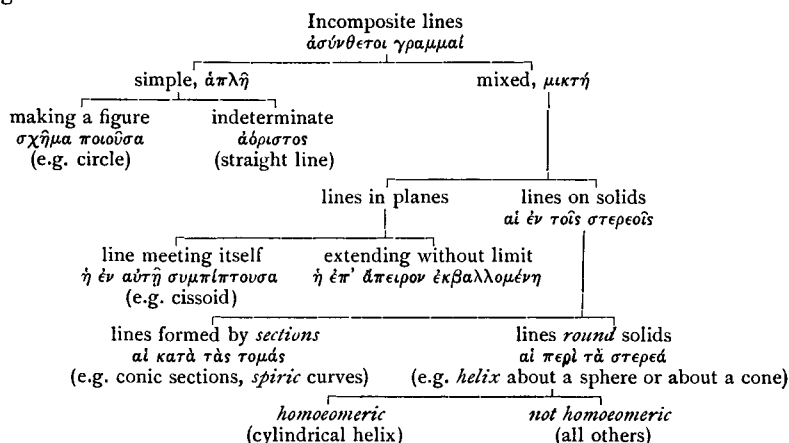 Incomposite lines
ἀσύνθετοι γραμμαί
simple, ἁπλῆ
mixed, μικτή
making a figure
σχῆμα ποιοῦσα
(e.g. circle)
indeterminate
ἀόριστος
(straight line)
lines in planes
lines on solids
αἱ ἐν τοῖς στερεοῖς
line meeting itself
ἡ ἐν αὑτῇ συμπίπτουσα
(e.g. cissoid)
extending without limit
ἡ ἐπ᾽ ἄπειρον ἐκβαλλομένη
lines formed by sections
αἱ κατὰ τὰς τομάς
(e.g. conic sections, spiric curves)
lines round solids
αἱ περὶ τὰ στερεά
(e.g. helix about a sphere or about a cone)
homoeomeric
(cylindrical helix)
not homoeomeric
(all others)